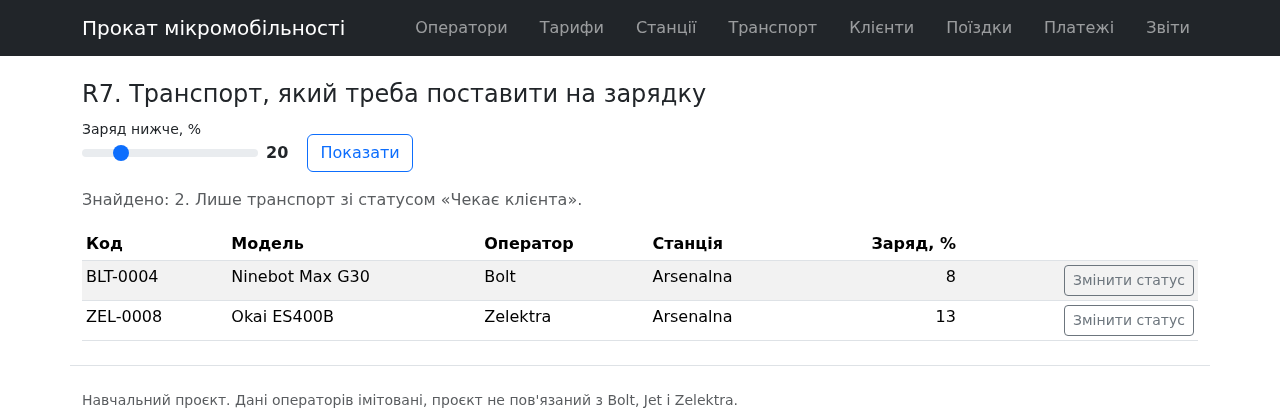 Прокат мікромобільності Оператори Тарифи Станції Транспорт Клієнти Поїздки Платежі Звіти
R7. Транспорт, який треба поставити на зарядку
Заряд нижче, %
20 Показати
Знайдено: 2. Лише транспорт зі статусом «Чекає клієнта».
Код Модель Оператор Станція Заряд, %
BLT-0004 Ninebot Max G30 Bolt Arsenalna 8 Змінити статус
ZEL-0008 Okai ES400B Zelektra Arsenalna 13 Змінити статус
Навчальний проєкт. Дані операторів імітовані, проєкт не пов'язаний з Bolt, Jet і Zelektra.